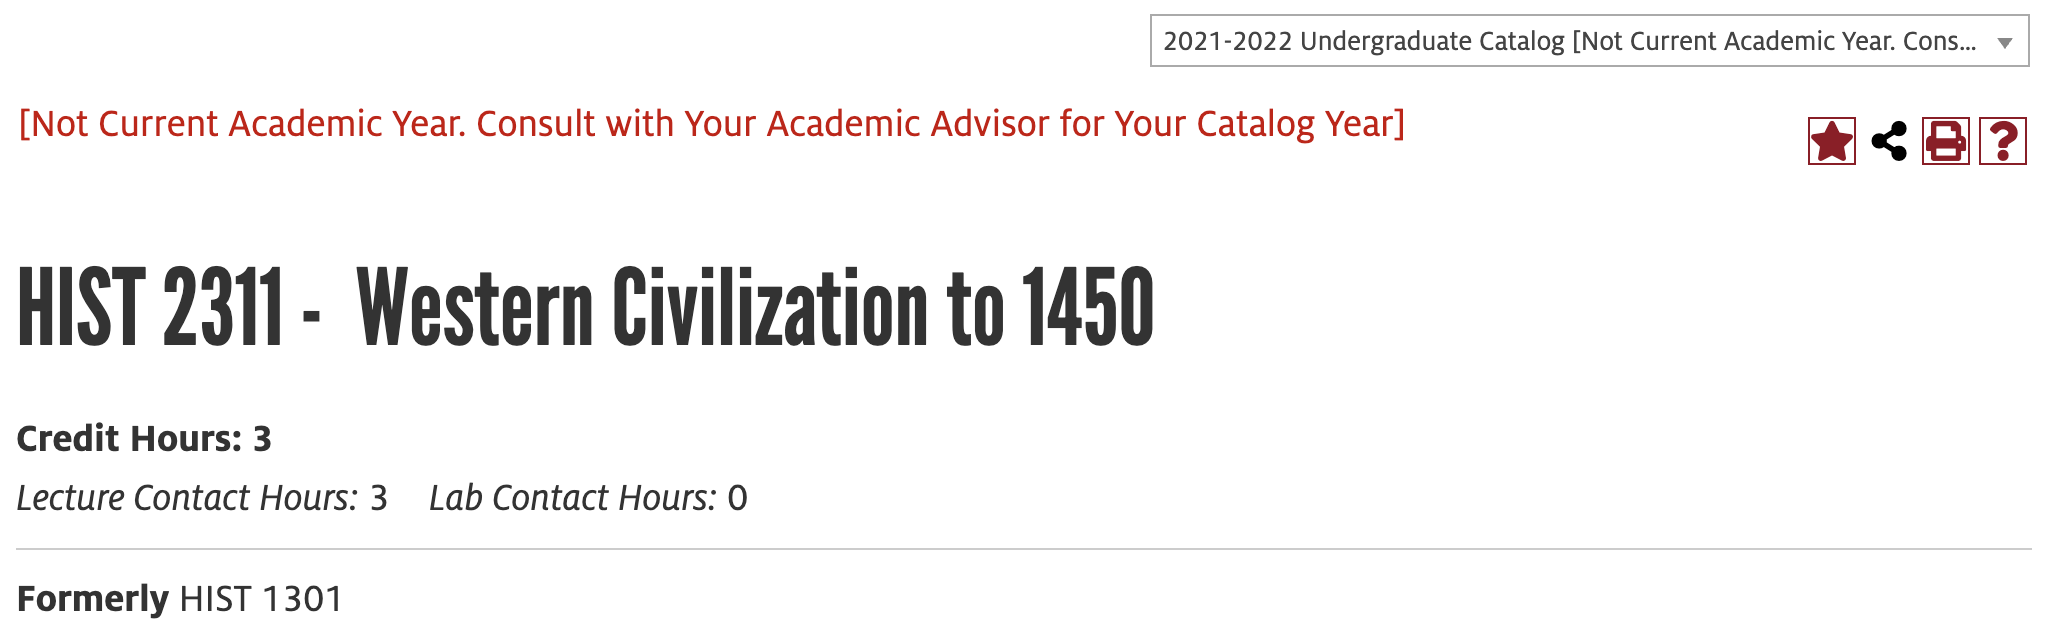 2021-2022 Undergraduate Catalog [Not Current Academic Year. Cons...
[Not Current Academic Year. Consult with Your Academic Advisor for Your Catalog Year]
HIST 2311 - Western Civilization to 1450
Credit Hours: 3
Lecture Contact Hours: 3 Lab Contact Hours: 0
Formerly HIST 1301